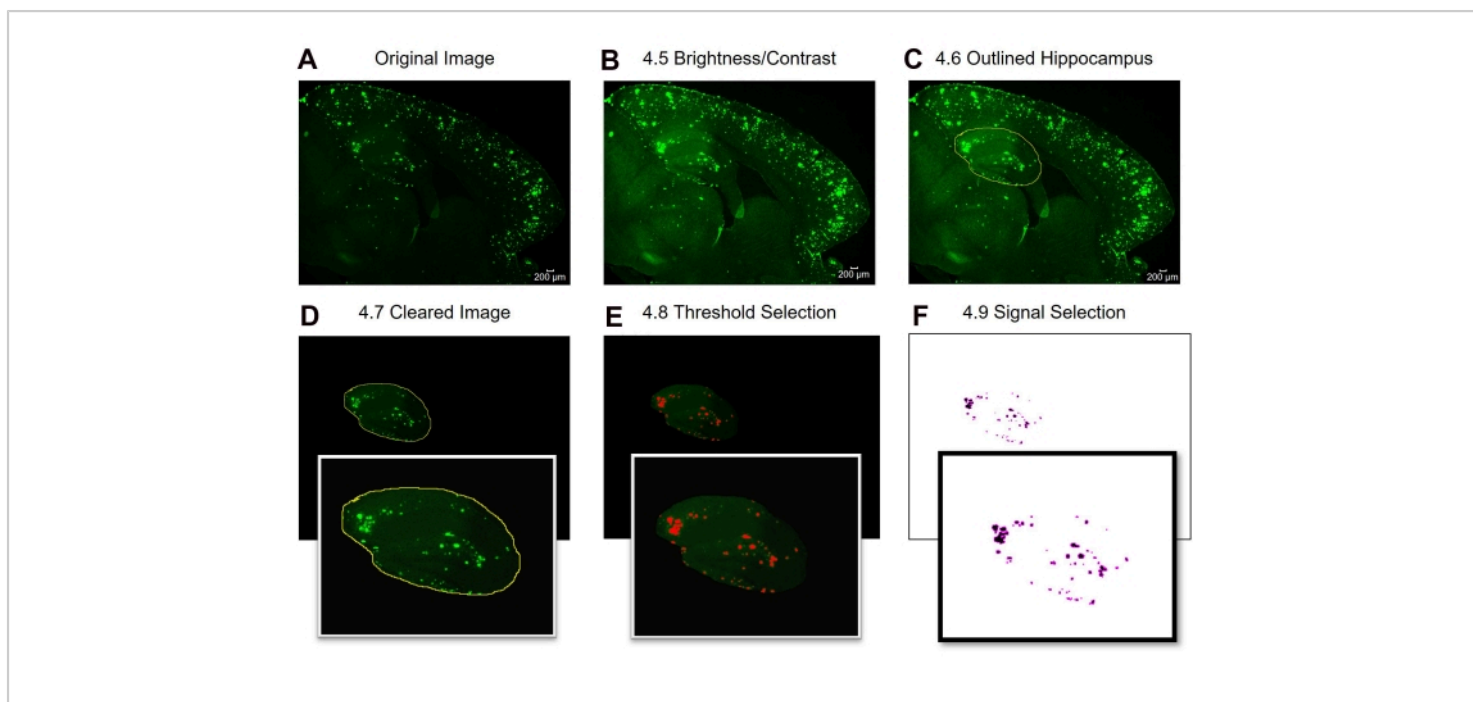 A Original Image
B 4.5 Brightness/Contrast
C 4.6 Outlined Hippocampus
200 µm
200 µm
200 µm
D 4.7 Cleared Image
E 4.8 Threshold Selection
F 4.9 Signal Selection